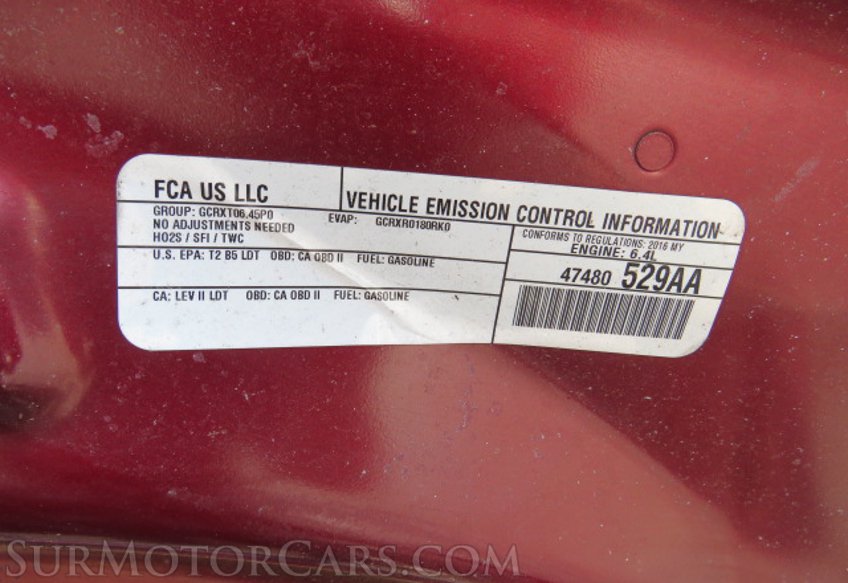 FCA US LLC
VEHICLE EMISSION CONTROL INFORMATION
GROUP: GCRXT06.45P0 EVAP: GCRXR0180RK0
NO ADJUSTMENTS NEEDED
HO2S / SFI / TWC
CONFORMS TO REGULATIONS: 2016 MY
ENGINE: 6.4L
U.S. EPA: T2 B5 LDT OBD: CA OBD II FUEL: GASOLINE
47480 529AA
CA: LEV II LDT OBD: CA OBD II FUEL: GASOLINE
SURMOTORCARS.COM